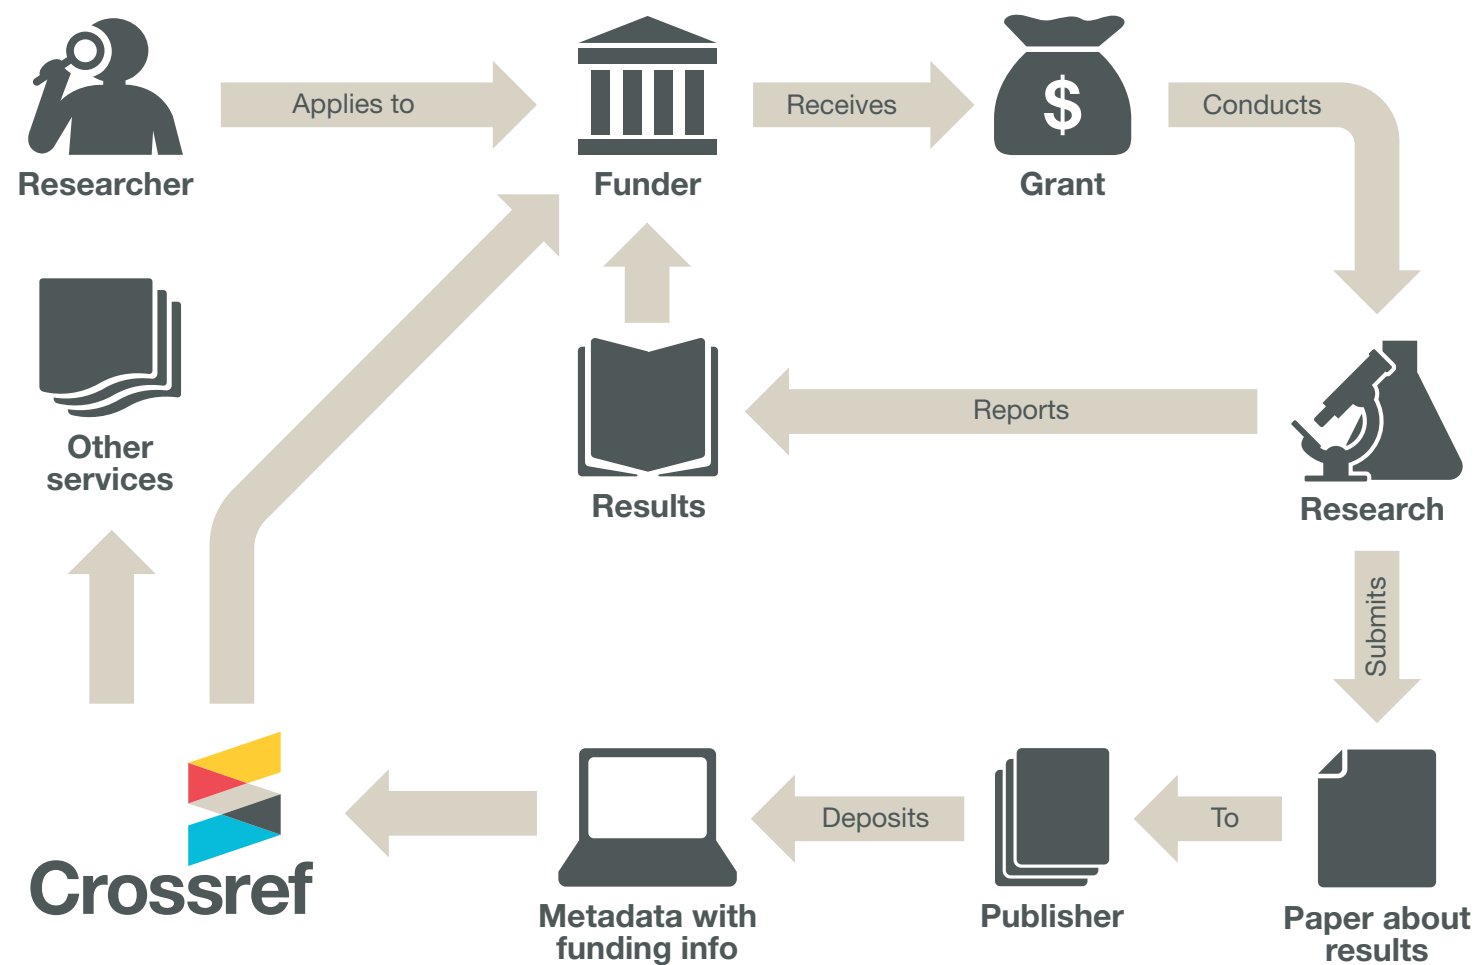 Applies to
Receives
$
Conducts
Researcher
Funder
Grant
Reports
Other
services
Results
Research
Submits
Deposits
To
Crossref
Metadata with
funding info
Publisher
Paper about
results